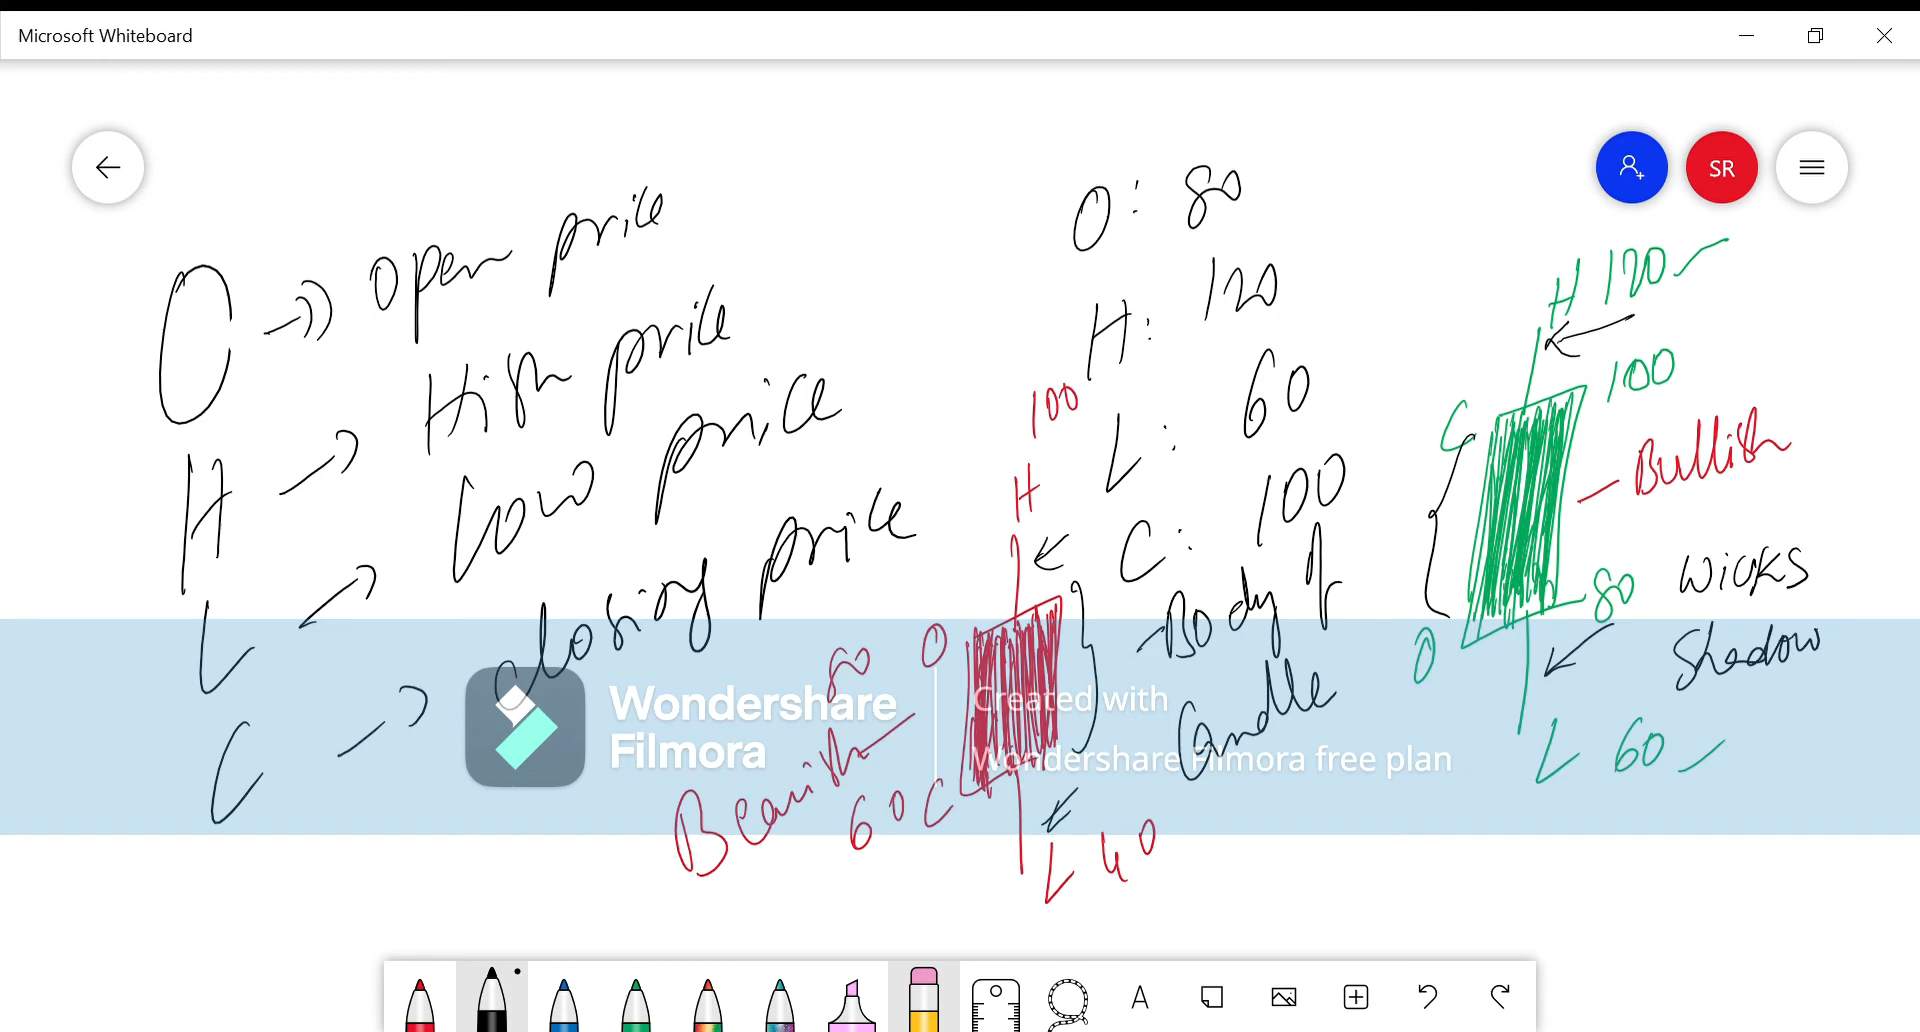 Microsoft Whiteboard
SR
O → Open price
H → High price
L → Low price
C → closing price
O: 80
H: 120
L: 60
C: 100
Body of
Candle
100
H
80 O
Bearish
60 C
L 40
H 120
C 100
Bullish
O 80
L 60
Wicks
Shadow
Wondershare
Filmora
Created with
Wondershare Filmora free plan
A